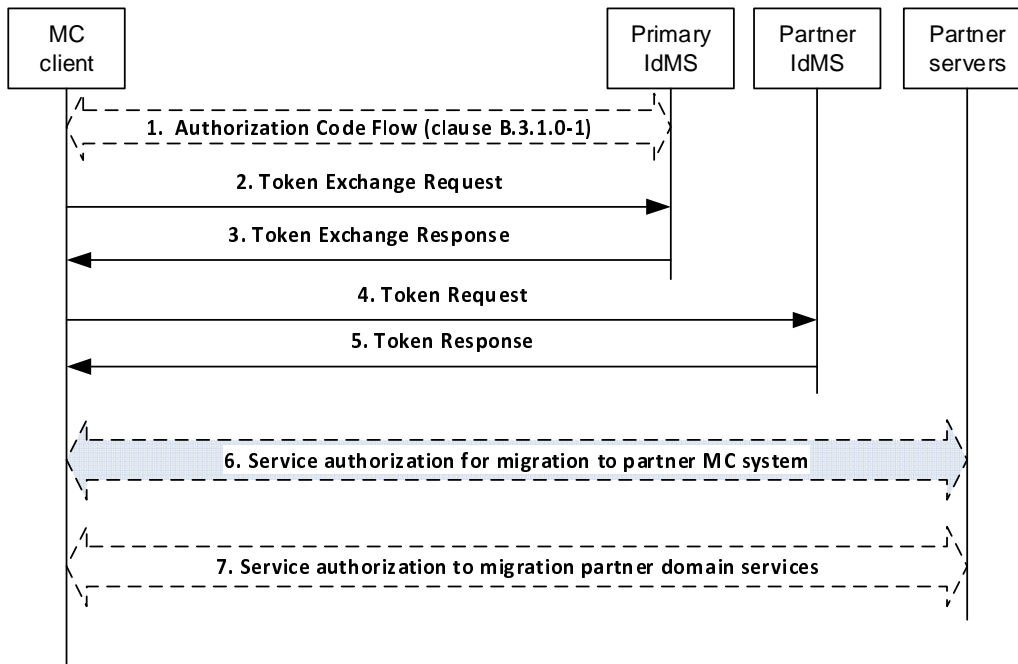 MC
client
Primary
IdMS
Partner
IdMS
Partner
servers
1. Authorization Code Flow (clause B.3.1.0-1)
2. Token Exchange Request
3. Token Exchange Response
4. Token Request
5. Token Response
6. Service authorization for migration to partner MC system
7. Service authorization to migration partner domain services